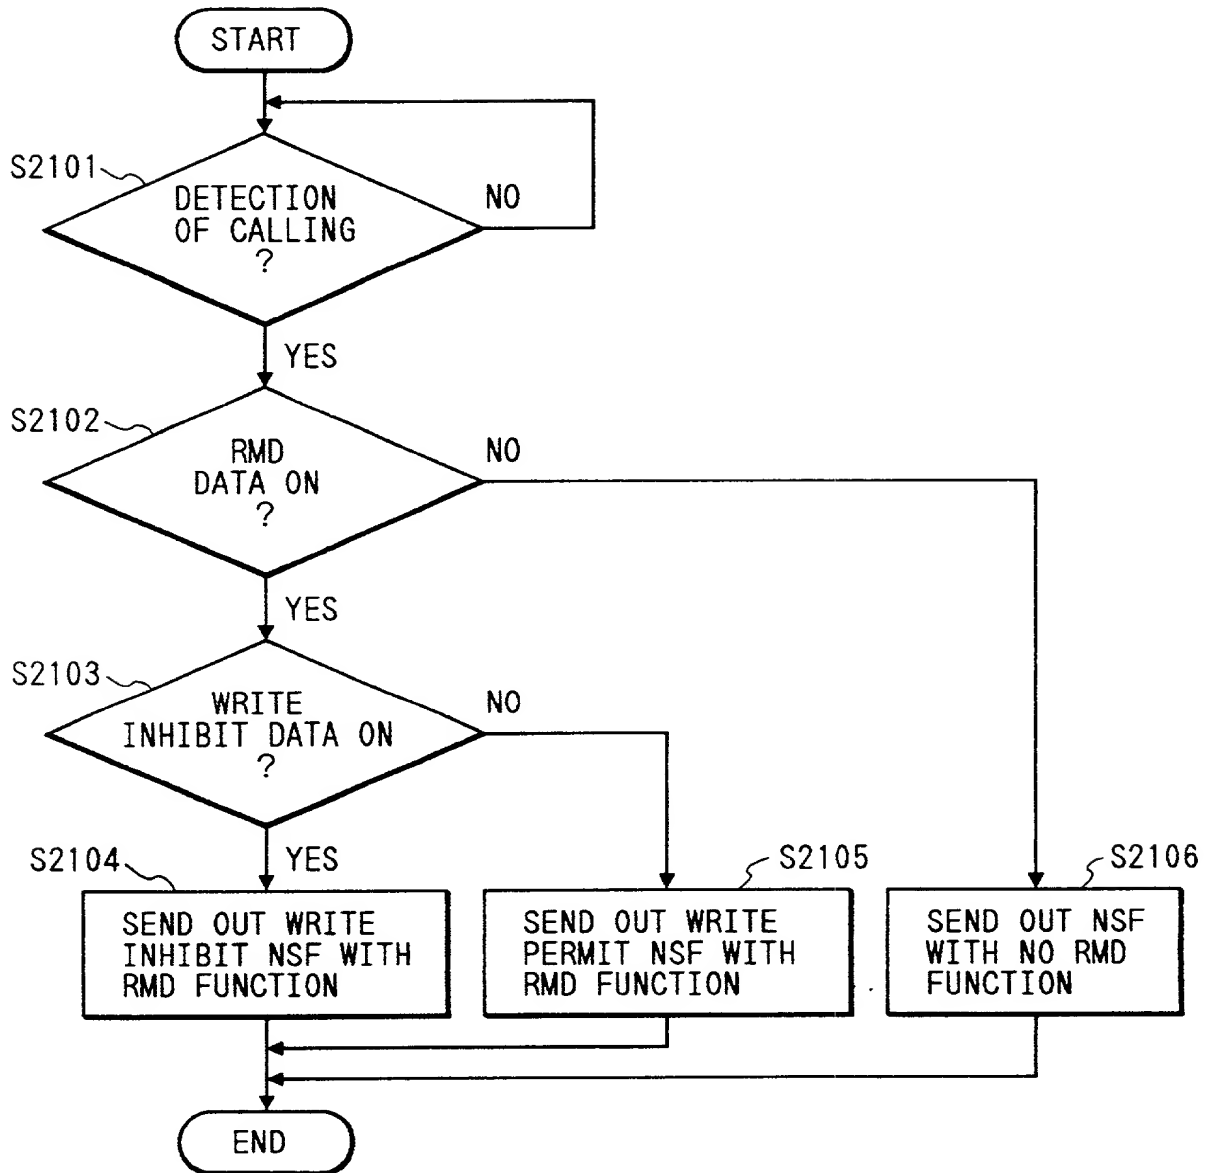 START
S2101
DETECTION
OF CALLING
?
NO
YES
S2102
RMD
DATA ON
?
NO
YES
S2103
WRITE
INHIBIT DATA ON
?
NO
YES
S2104
SEND OUT WRITE
INHIBIT NSF WITH
RMD FUNCTION
S2105
SEND OUT WRITE
PERMIT NSF WITH
RMD FUNCTION
S2106
SEND OUT NSF
WITH NO RMD
FUNCTION
END